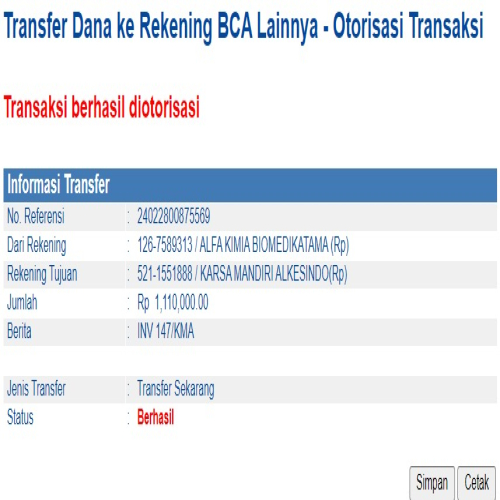 Transfer Dana ke Rekening BCA Lainnya - Otorisasi Transaksi
Transaksi berhasil diotorisasi
Informasi Transfer
No. Referensi : 24022800875569
Dari Rekening : 126-7589313 / ALFA KIMIA BIOMEDIKATAMA (Rp)
Rekening Tujuan : 521-1551888 / KARSA MANDIRI ALKESINDO(Rp)
Jumlah : Rp 1,110,000.00
Berita : INV 147/KMA
Jenis Transfer : Transfer Sekarang
Status : Berhasil
Simpan Cetak